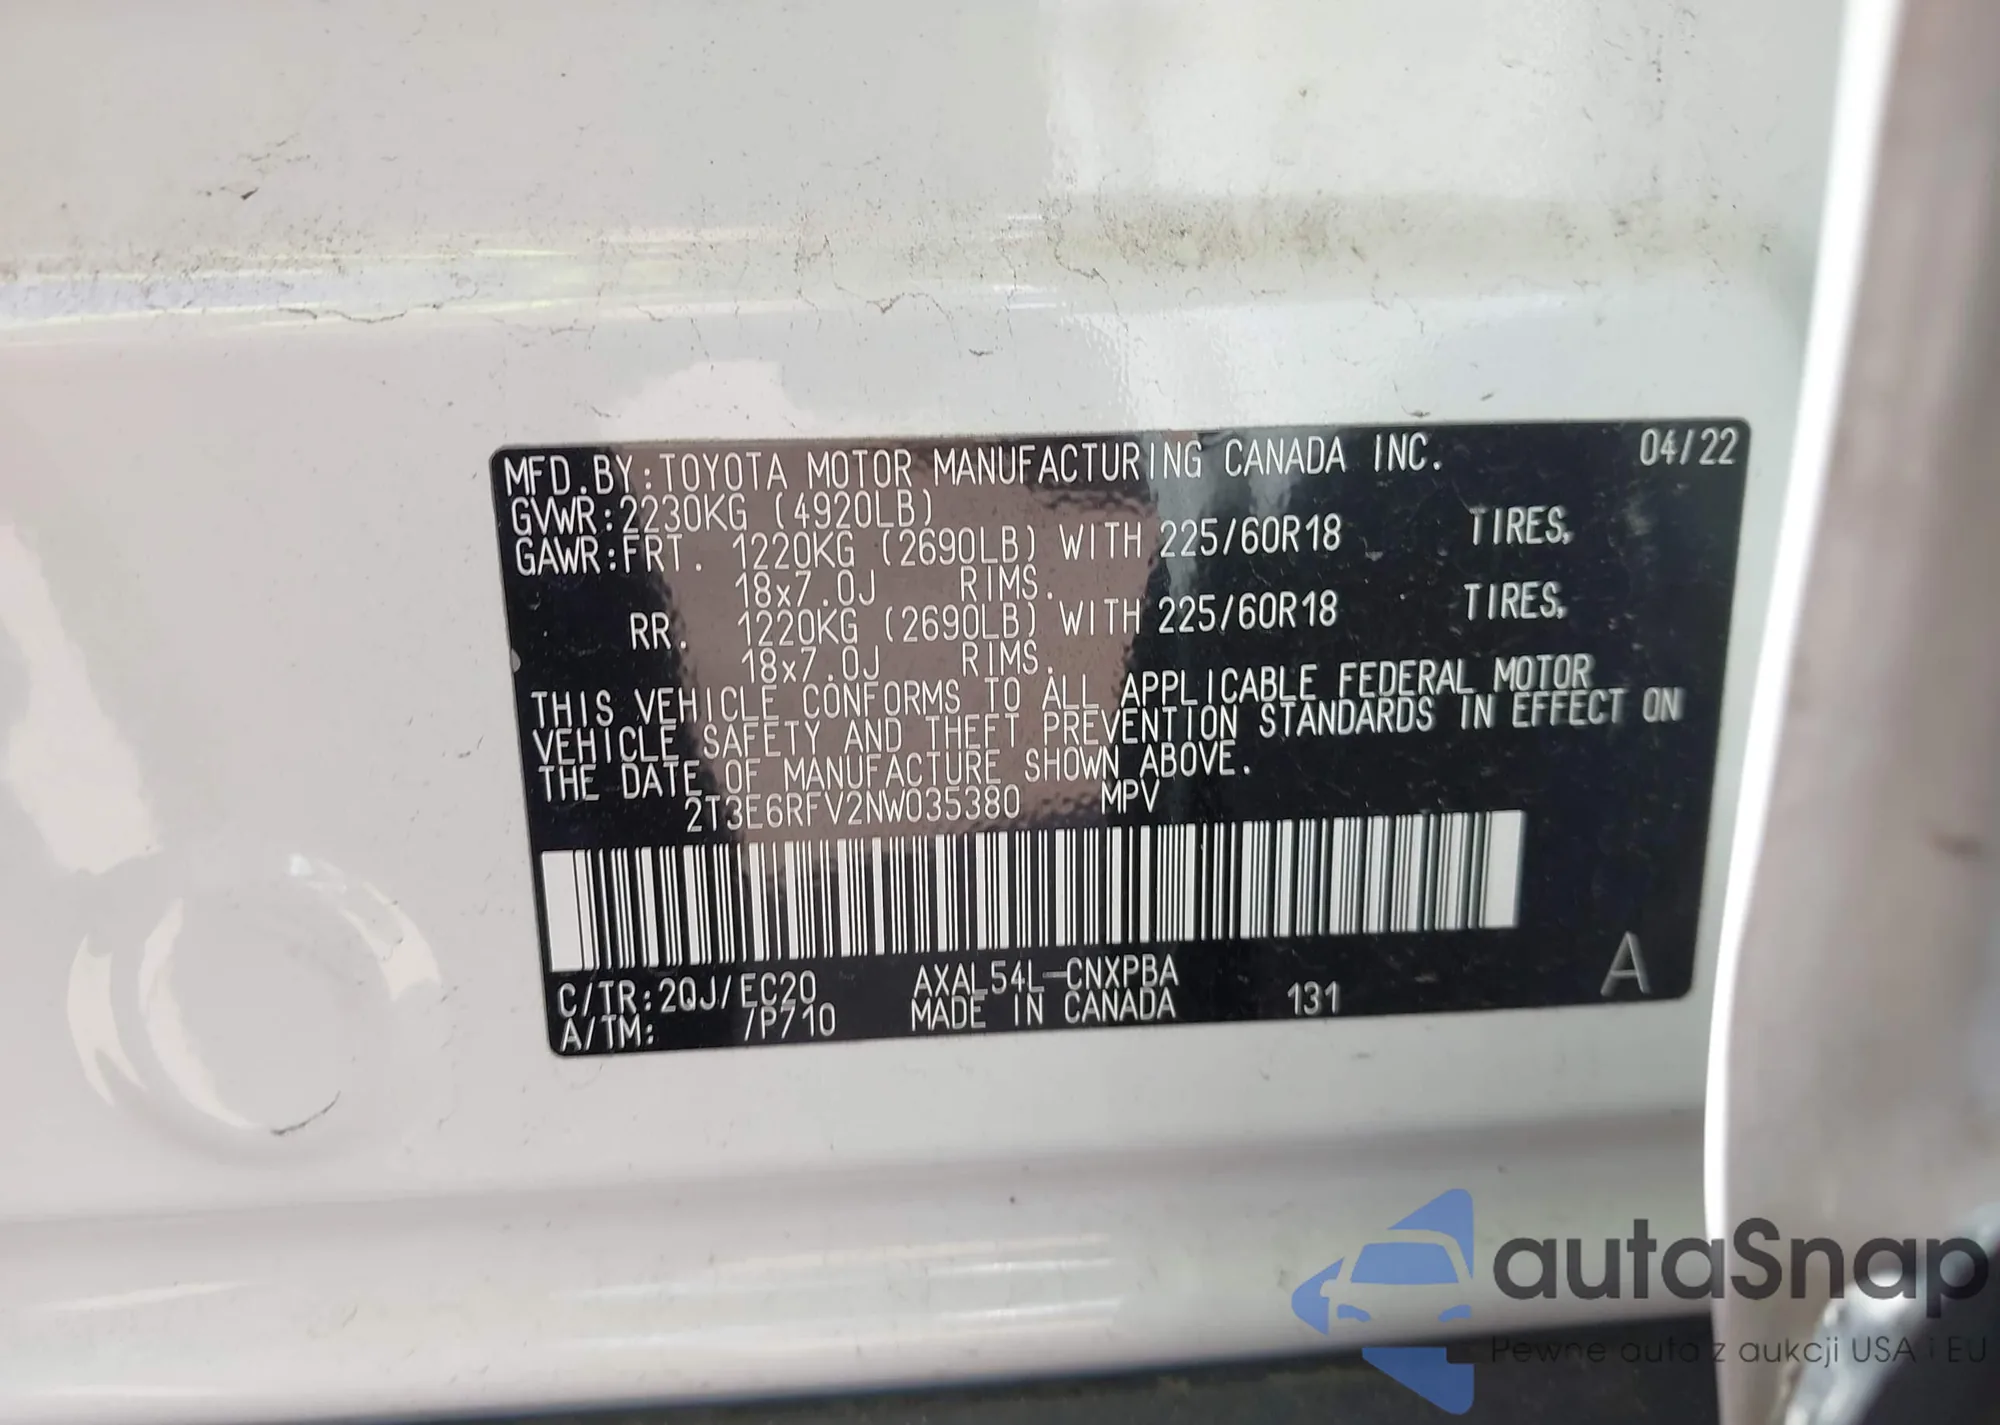 MFD.BY:TOYOTA MOTOR MANUFACTURING CANADA INC. 04/22
GVWR:2230KG (4920LB)
GAWR:FRT. 1220KG (2690LB) WITH 225/60R18 TIRES,
18x7.0J RIMS.
RR. 1220KG (2690LB) WITH 225/60R18 TIRES,
18x7.0J RIMS.
THIS VEHICLE CONFORMS TO ALL APPLICABLE FEDERAL MOTOR
VEHICLE SAFETY AND THEFT PREVENTION STANDARDS IN EFFECT ON
THE DATE OF MANUFACTURE SHOWN ABOVE.
2T3E6RFV2NW035380 MPV
C/TR:2QJ/EC20 AXAL54L-CNXPBA
A/TM: /P710 MADE IN CANADA 131 A
autaSnap
Pewne auta z aukcji USA i EU